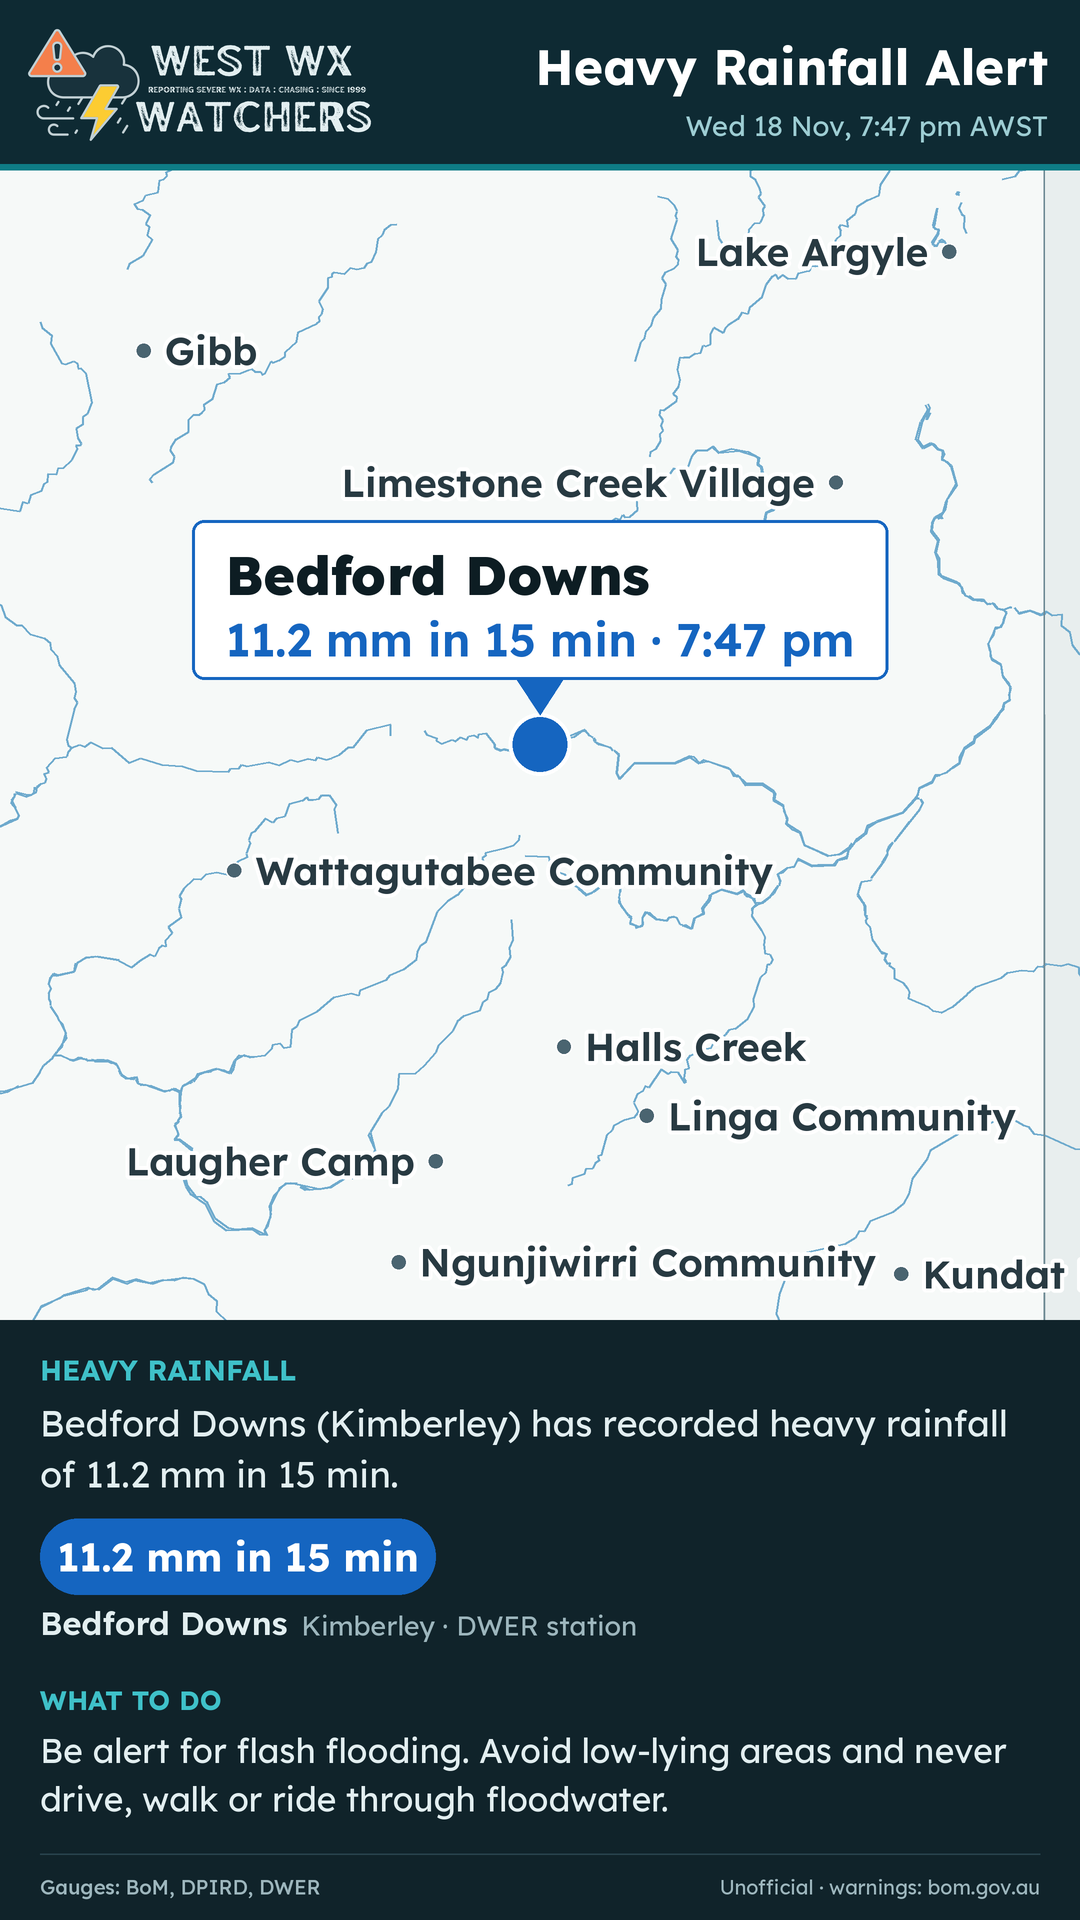 WEST WX
REPORTING SEVERE WX : DATA : CHASING : SINCE 1999
WATCHERS
Heavy Rainfall Alert
Wed 18 Nov, 7:47 pm AWST
Lake Argyle
Gibb
Limestone Creek Village
Bedford Downs
11.2 mm in 15 min · 7:47 pm
Wattagutabee Community
Halls Creek
Linga Community
Laugher Camp
Ngunjiwirri Community
Kundat
HEAVY RAINFALL
Bedford Downs (Kimberley) has recorded heavy rainfall
of 11.2 mm in 15 min.
11.2 mm in 15 min
Bedford Downs Kimberley · DWER station
WHAT TO DO
Be alert for flash flooding. Avoid low-lying areas and never
drive, walk or ride through floodwater.
Gauges: BoM, DPIRD, DWER
Unofficial · warnings: bom.gov.au